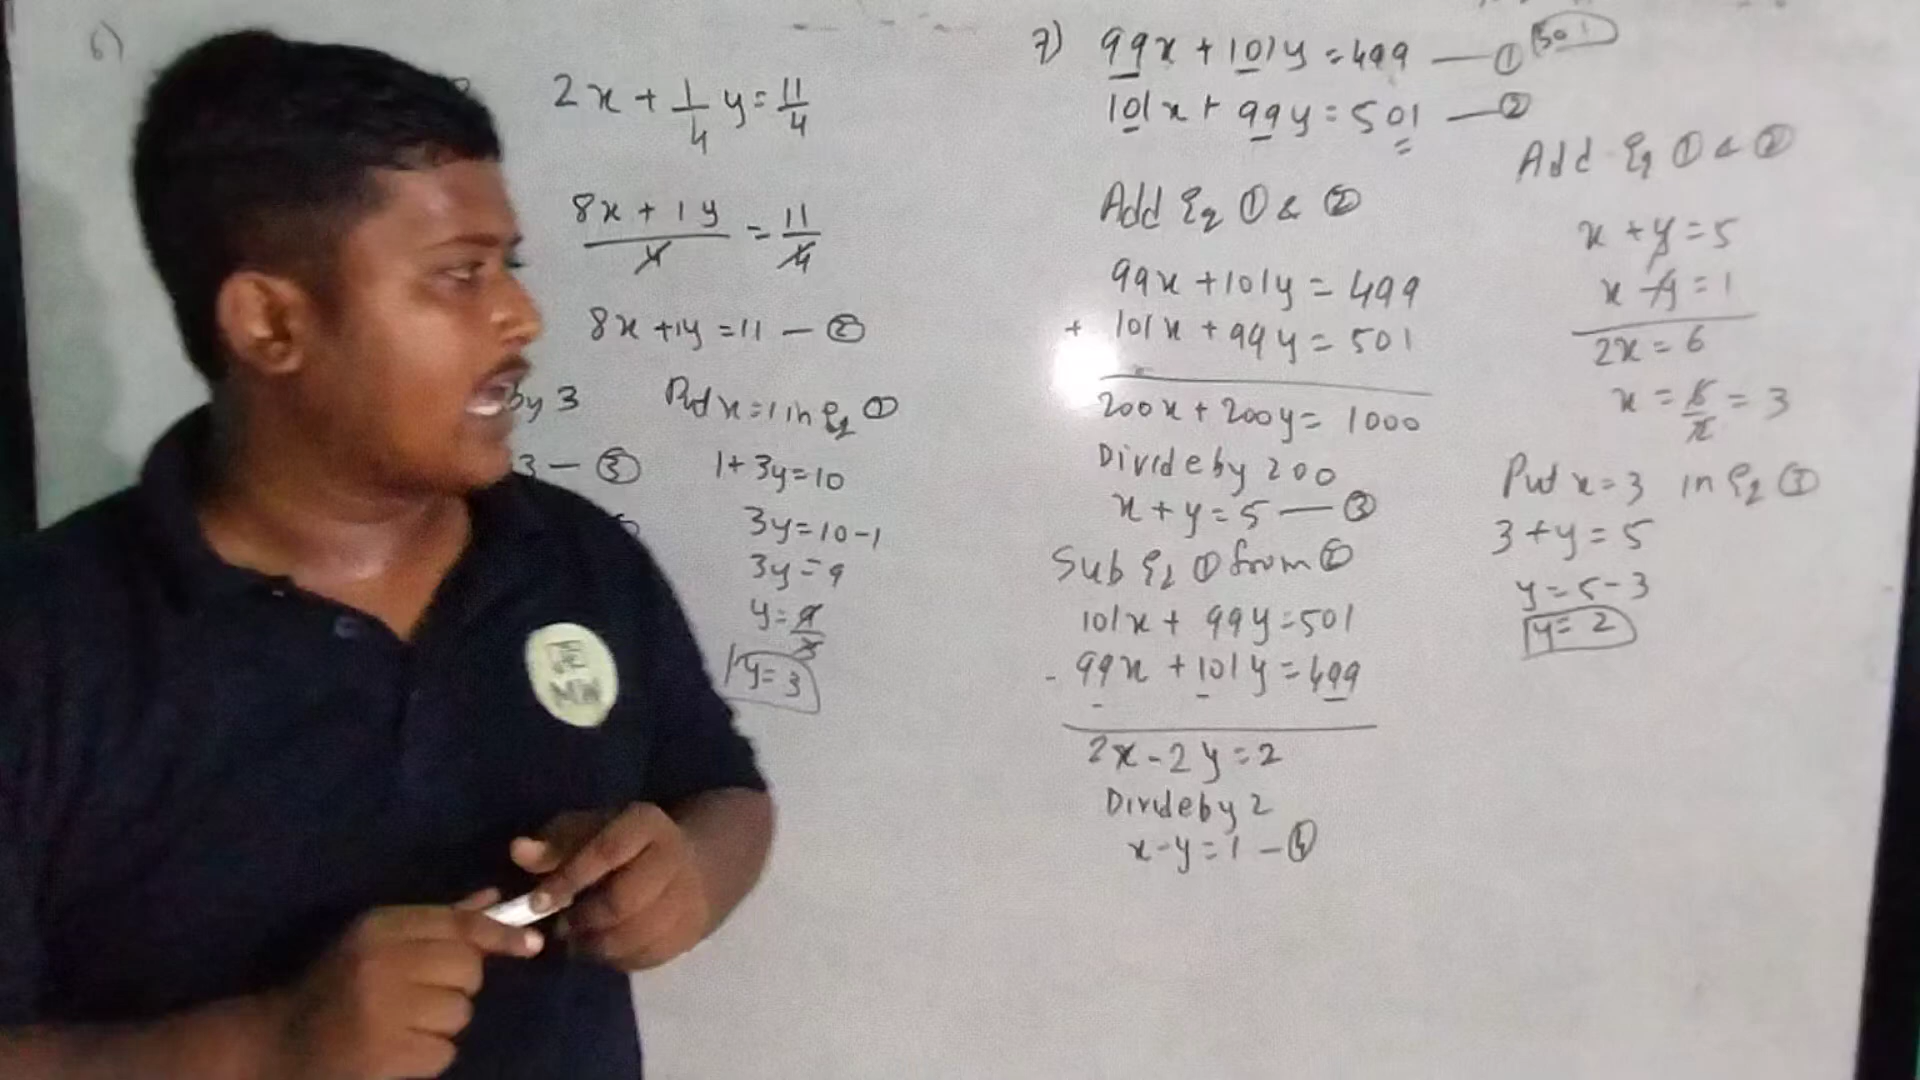 6)
2x + 1/4 y = 11/4
8x + 1y / 4 = 11/4
8x + 1y = 11 — ②
by 3
3 — ③
Put x = 1 in Eq ①
1 + 3y = 10
3y = 10 - 1
3y = 9
y = 9/3
y = 3
7) 99x + 101y = 499 — ①
501
101x + 99y = 501 — ②
Add Eq ① & ②
99x + 101y = 499
+ 101x + 99y = 501
200x + 200y = 1000
Divide by 200
x + y = 5 — ③
Sub Eq ① from ②
101x + 99y = 501
- 99x + 101y = 499
2x - 2y = 2
Divide by 2
x - y = 1 — ④
Add Eq ① & ②
x + y = 5
x - y = 1
2x = 6
x = 6/2 = 3
Put x = 3 in Eq ③
3 + y = 5
y = 5 - 3
y = 2